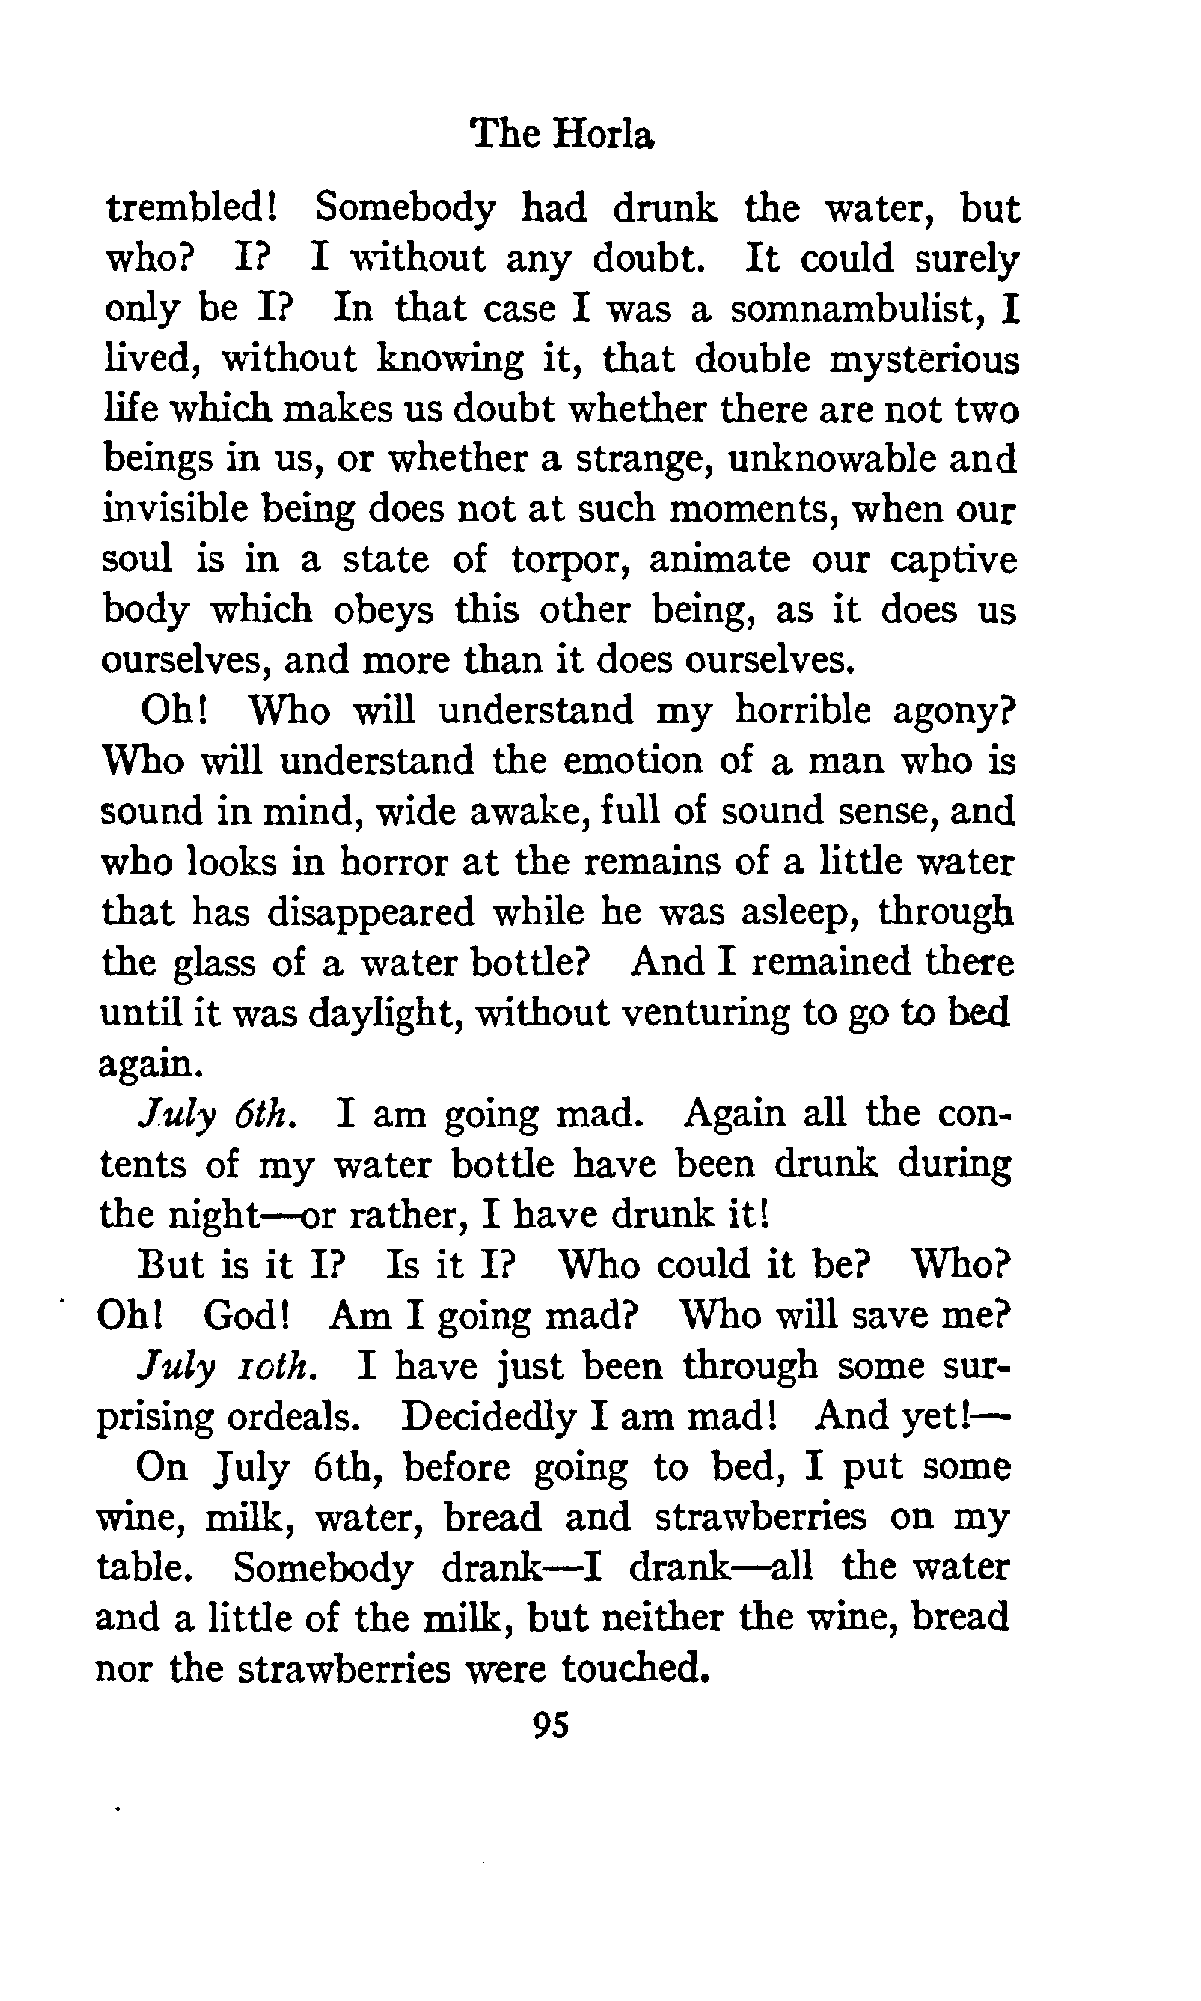 The Horla
trembled! Somebody had drunk the water, but
who? I? I without any doubt. It could surely
only be I? In that case I was a somnambulist, I
lived, without knowing it, that double mysterious
life which makes us doubt whether there are not two
beings in us, or whether a strange, unknowable and
invisible being does not at such moments, when our
soul is in a state of torpor, animate our captive
body which obeys this other being, as it does us
ourselves, and more than it does ourselves.
Oh! Who will understand my horrible agony?
Who will understand the emotion of a man who is
sound in mind, wide awake, full of sound sense, and
who looks in horror at the remains of a little water
that has disappeared while he was asleep, through
the glass of a water bottle? And I remained there
until it was daylight, without venturing to go to bed
again.
July 6th. I am going mad. Again all the con-
tents of my water bottle have been drunk during
the night—or rather, I have drunk it!
But is it I? Is it I? Who could it be? Who?
Oh! God! Am I going mad? Who will save me?
July 10th. I have just been through some sur-
prising ordeals. Decidedly I am mad! And yet!—
On July 6th, before going to bed, I put some
wine, milk, water, bread and strawberries on my
table. Somebody drank—I drank—all the water
and a little of the milk, but neither the wine, bread
nor the strawberries were touched.
95